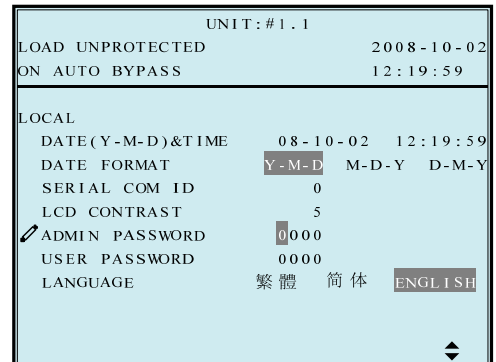 UNIT:#1.1
LOAD UNPROTECTED 2008-10-02
ON AUTO BYPASS 12:19:59
LOCAL
DATE(Y-M-D)&TIME 08-10-02 12:19:59
DATE FORMAT Y-M-D M-D-Y D-M-Y
SERIAL COM ID 0
LCD CONTRAST 5
ADMIN PASSWORD 0000
USER PASSWORD 0000
LANGUAGE 繁體 简体 ENGLISH